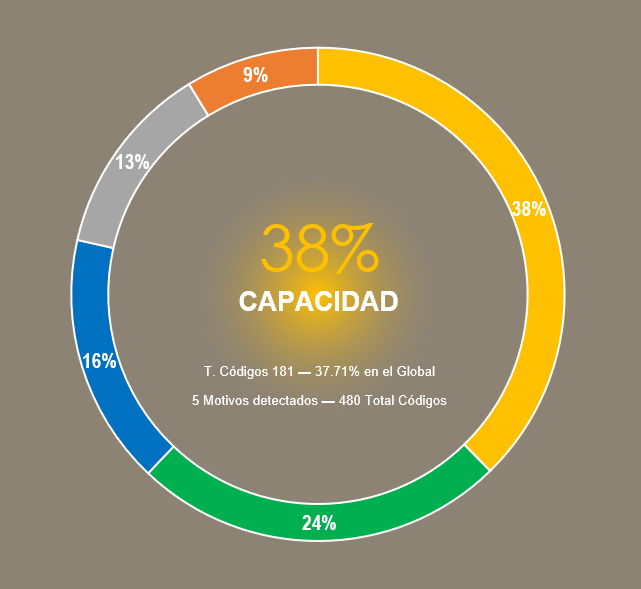 9%
13%
38%
38%
CAPACIDAD
16%
T. Códigos 181 — 37.71% en el Global
5 Motivos detectados — 480 Total Códigos
24%